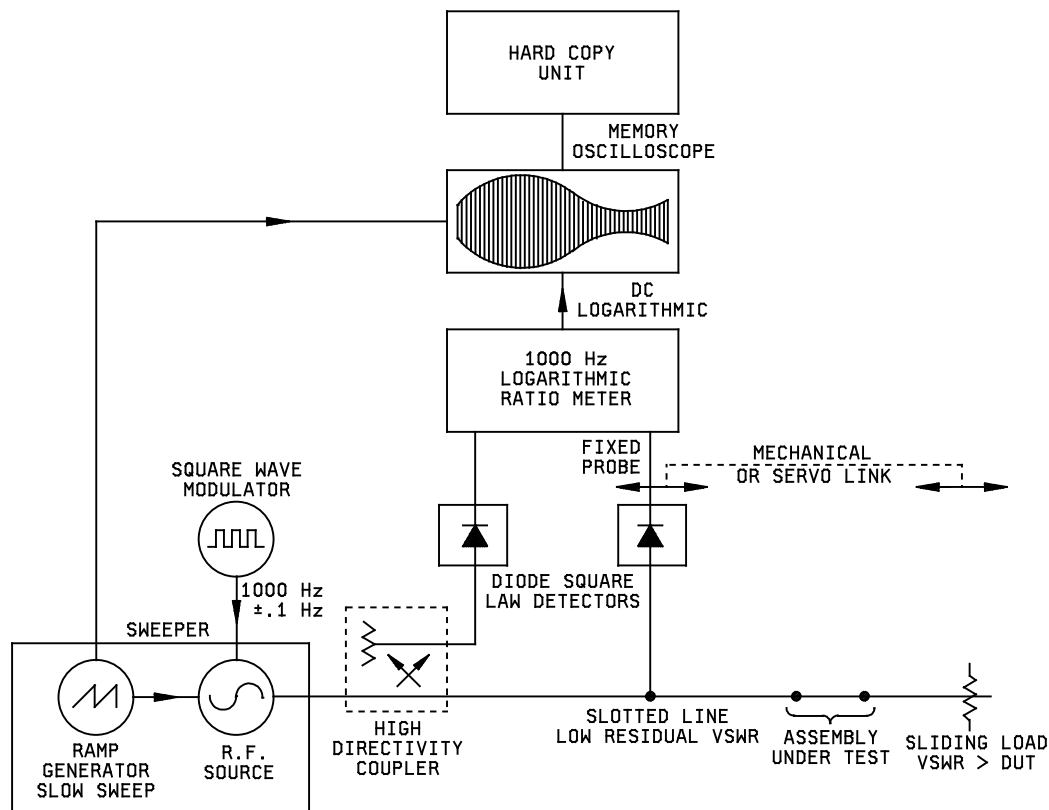 HARD COPY
UNIT
MEMORY
OSCILLOSCOPE
DC
LOGARITHMIC
1000 Hz
LOGARITHMIC
RATIO METER
FIXED
PROBE
MECHANICAL
OR SERVO LINK
SQUARE WAVE
MODULATOR
1000 Hz
±.1 Hz
DIODE SQUARE
LAW DETECTORS
SWEEPER
RAMP
GENERATOR
SLOW SWEEP
R.F.
SOURCE
HIGH
DIRECTIVITY
COUPLER
SLOTTED LINE
LOW RESIDUAL VSWR
ASSEMBLY
UNDER TEST
SLIDING LOAD
VSWR > DUT